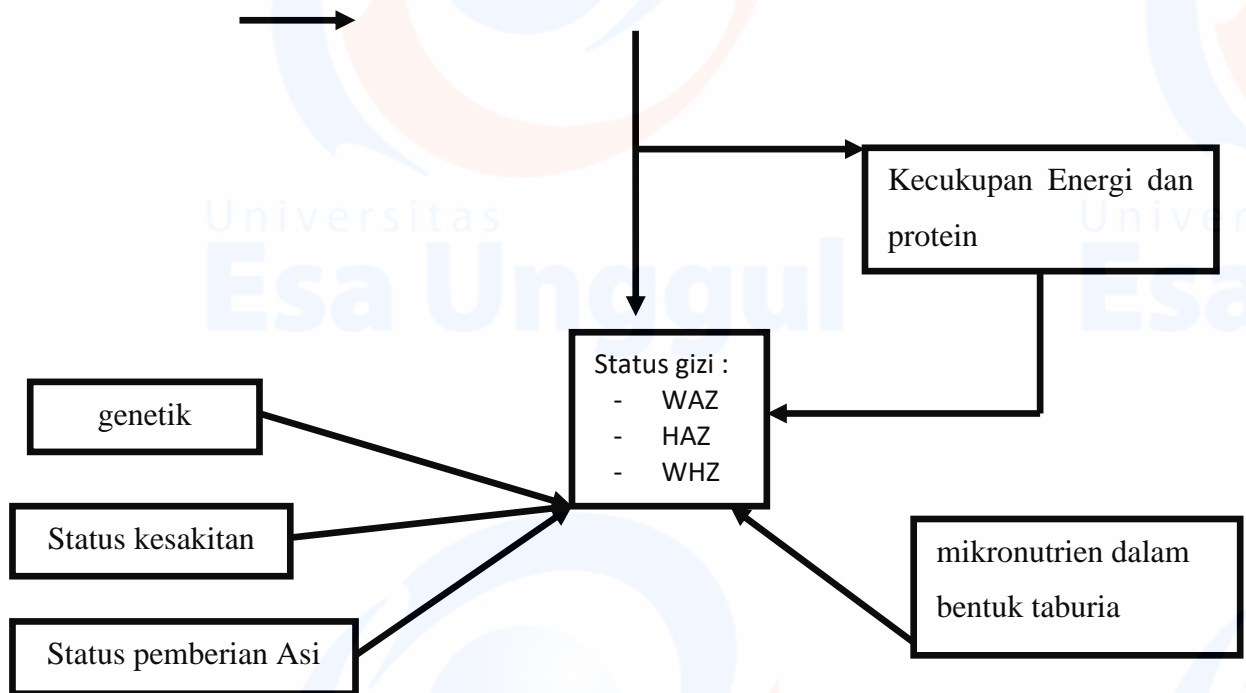 Kecukupan Energi dan
protein
Universitas
Esa Unggul
Univer
Esa
Status gizi :
- WAZ
- HAZ
- WHZ
genetik
Status kesakitan
Status pemberian Asi
mikronutrien dalam
bentuk taburia